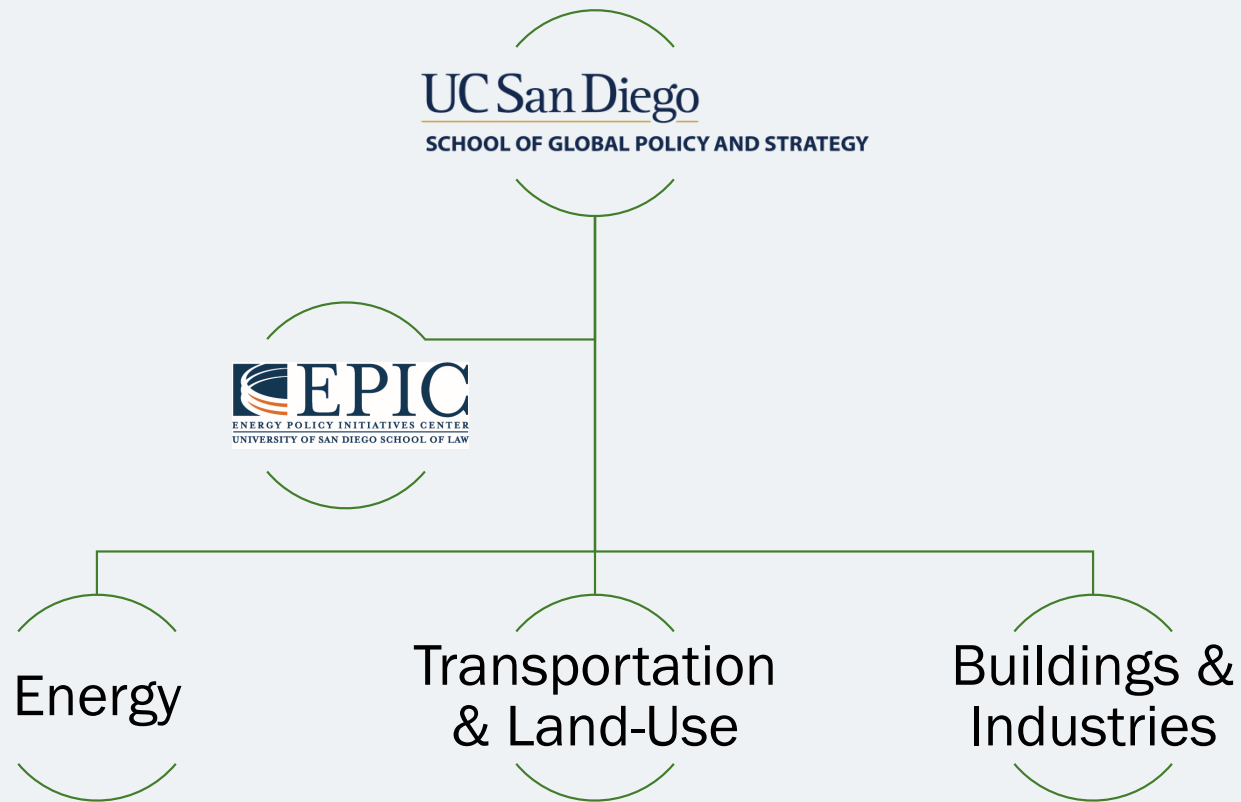 UC San Diego
SCHOOL OF GLOBAL POLICY AND STRATEGY
EPIC
ENERGY POLICY INITIATIVES CENTER
UNIVERSITY OF SAN DIEGO SCHOOL OF LAW
Energy
Transportation
& Land-Use
Buildings &
Industries